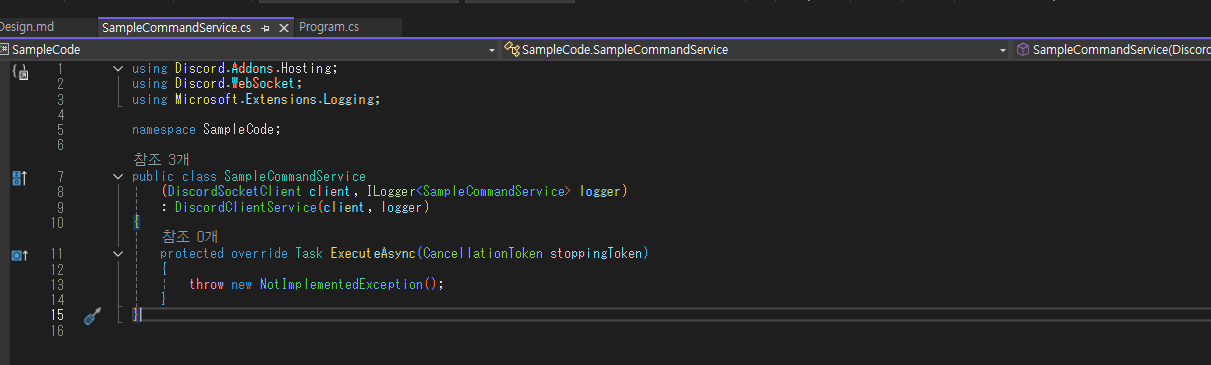 Design.md
SampleCommandService.cs
Program.cs
SampleCode
SampleCode.SampleCommandService
SampleCommandService(Discord
1 using Discord.Addons.Hosting;
2 using Discord.WebSocket;
3 using Microsoft.Extensions.Logging;
4
5 namespace SampleCode;
6
참조 3개
7 public class SampleCommandService
8 (DiscordSocketClient client, ILogger<SampleCommandService> logger)
9 : DiscordClientService(client, logger)
10 {
참조 0개
11 protected override Task ExecuteAsync(CancellationToken stoppingToken)
12 {
13 throw new NotImplementedException();
14 }
15 }
16